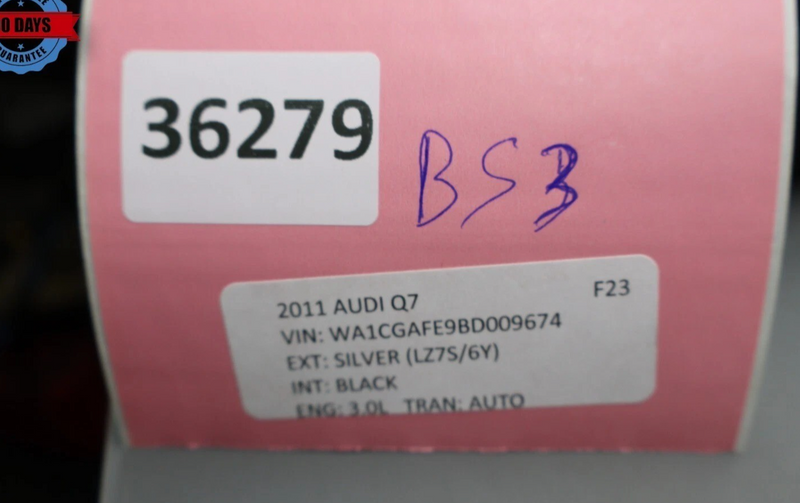 0 DAYS
GUARANTEE
36279
BS3
2011 AUDI Q7 F23
VIN: WA1CGAFE9BD009674
EXT: SILVER (LZ7S/6Y)
INT: BLACK
ENG: 3.0L TRAN: AUTO